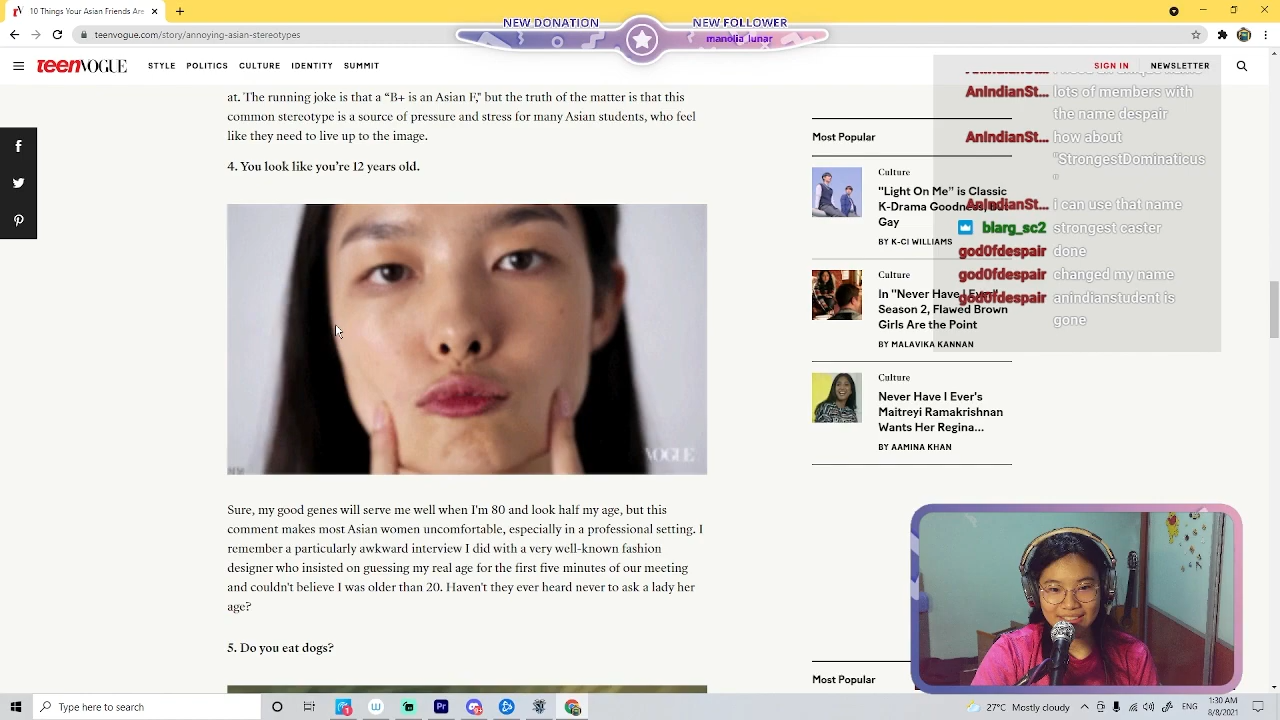 10 Things Your Asian Friends Are
NEW DONATION
NEW FOLLOWER
manolia_lunar
teenvogue.com/story/annoying-asian-stereotypes
teenVOGUE
STYLE POLITICS CULTURE IDENTITY SUMMIT
SIGN IN
NEWSLETTER
at. The running joke is that a “B+ is an Asian F,” but the truth of the matter is that this
common stereotype is a source of pressure and stress for many Asian students, who feel
like they need to live up to the image.
4. You look like you’re 12 years old.
VOGUE
Sure, my good genes will serve me well when I'm 80 and look half my age, but this
comment makes most Asian women uncomfortable, especially in a professional setting. I
remember a particularly awkward interview I did with a very well-known fashion
designer who insisted on guessing my real age for the first five minutes of our meeting
and couldn't believe I was older than 20. Haven't they ever heard never to ask a lady her
age?
5. Do you eat dogs?
Most Popular
Culture
"Light On Me” is Classic
K-Drama Goodness, But
Gay
BY K-CI WILLIAMS
Culture
In "Never Have I Ever"
Season 2, Flawed Brown
Girls Are the Point
BY MALAVIKA KANNAN
Culture
Never Have I Ever's
Maitreyi Ramakrishnan
Wants Her Regina...
BY AAMINA KHAN
Most Popular
AnIndianSt... lots of members with
the name despair
AnIndianSt... how about
"StrongestDominaticus
"
AnIndianSt... i can use that name
blarg_sc2 strongest caster
god0fdespair done
god0fdespair changed my name
god0fdespair anindianstudent is
gone
Type here to search
1:30 AM
27°C
8/2/2021